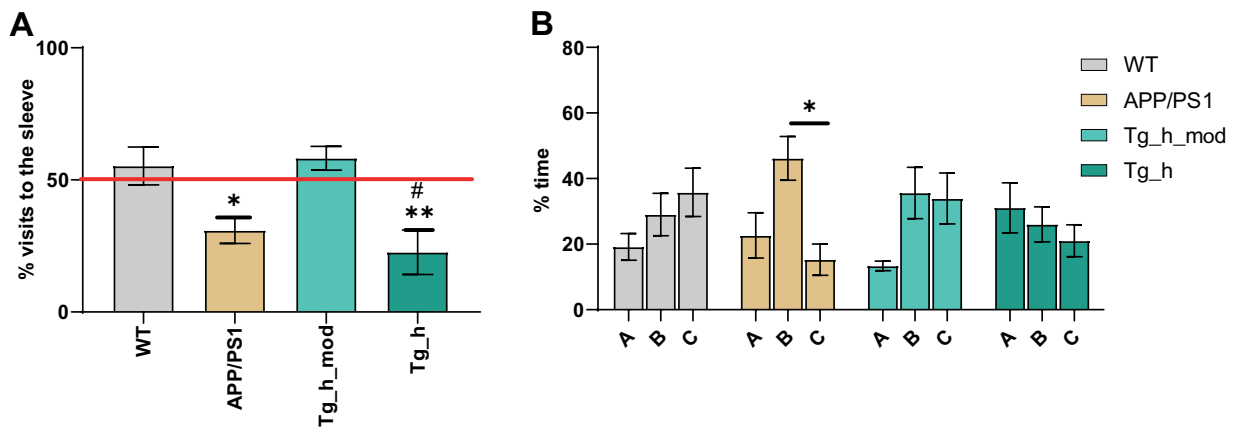 A
% visits to the sleeve
100
50
0
*
#
**
WT
APP/PS1
Tg_h_mod
Tg_h
B
% time
80
60
40
20
0
*
A B C
A B C
A B C
A B C
WT
APP/PS1
Tg_h_mod
Tg_h